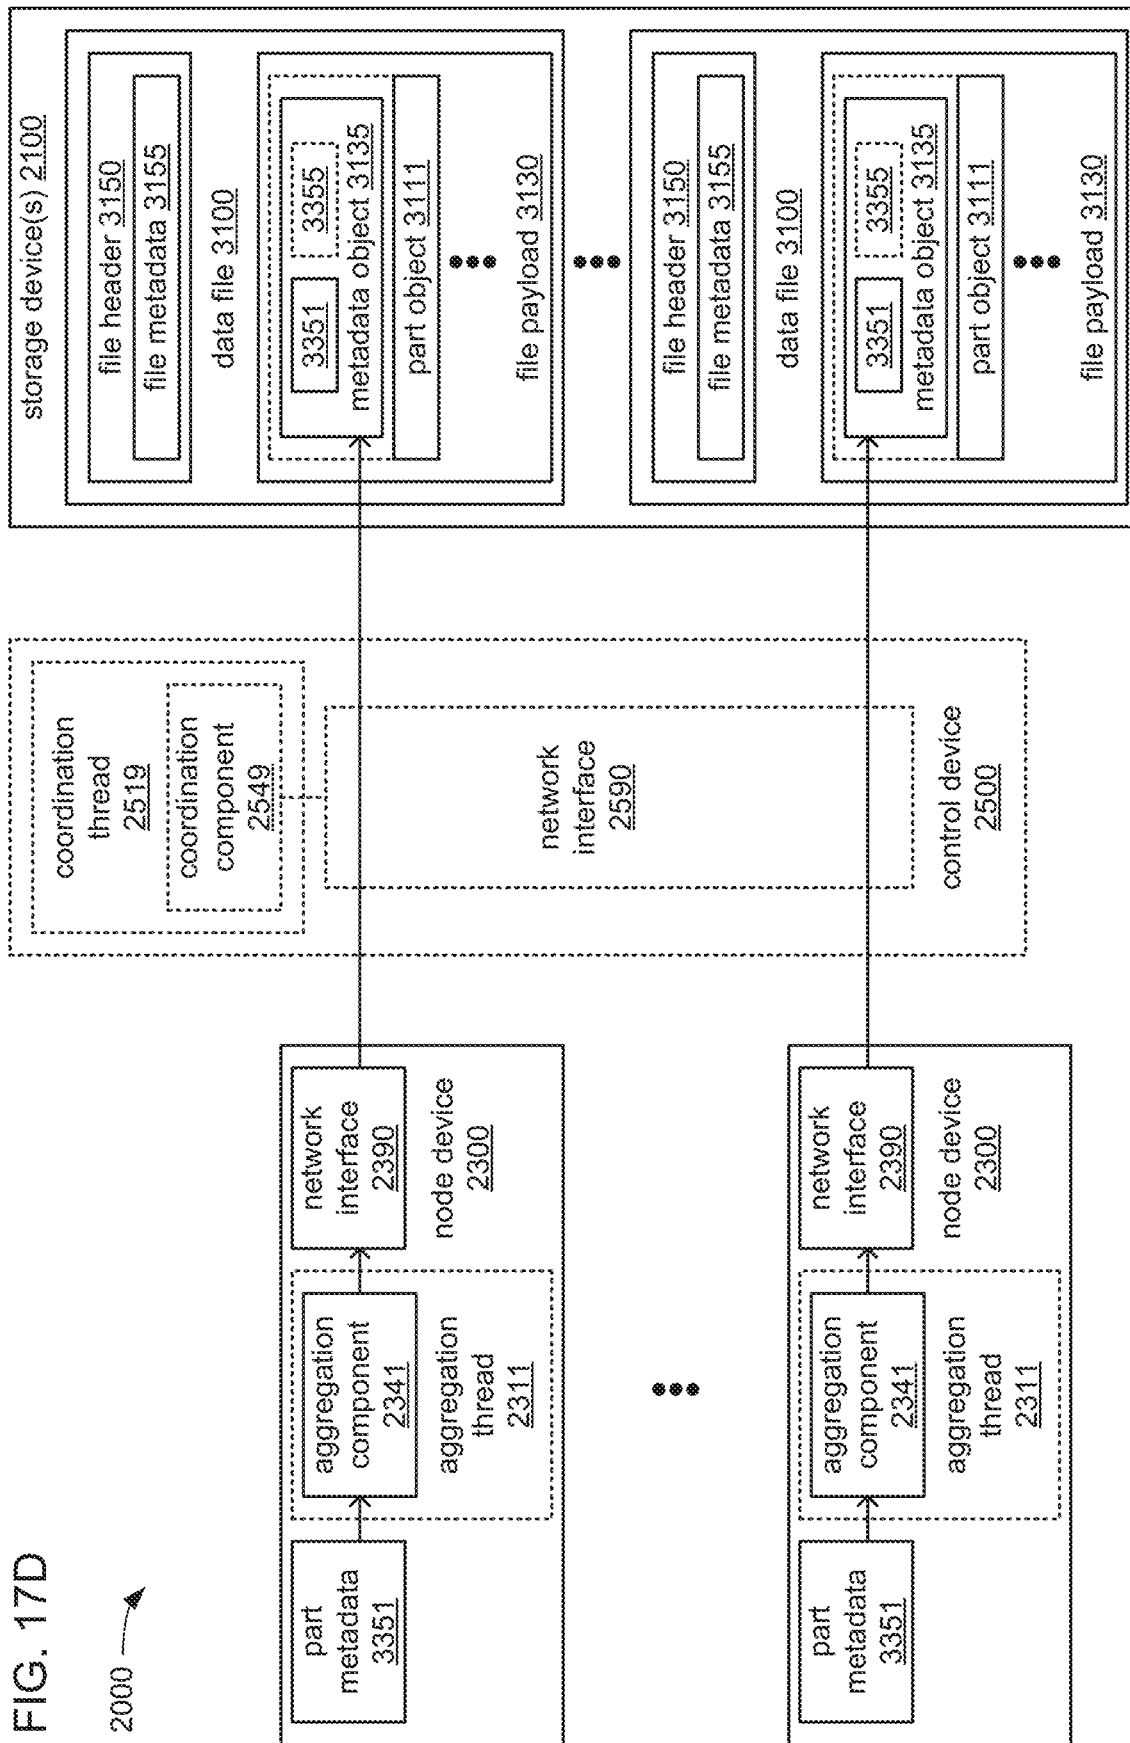 FIG. 17D
2000
part
metadata
3351
aggregation
component
2341
aggregation
thread
2311
network
interface
2390
node device
2300
part
metadata
3351
aggregation
component
2341
aggregation
thread
2311
network
interface
2390
node device
2300
coordination
thread
2519
coordination
component
2549
network
interface
2590
control device
2500
storage device(s) 2100
file header 3150
file metadata 3155
data file 3100
3351
3355
metadata object 3135
part object 3111
file payload 3130
file header 3150
file metadata 3155
data file 3100
3351
3355
metadata object 3135
part object 3111
file payload 3130